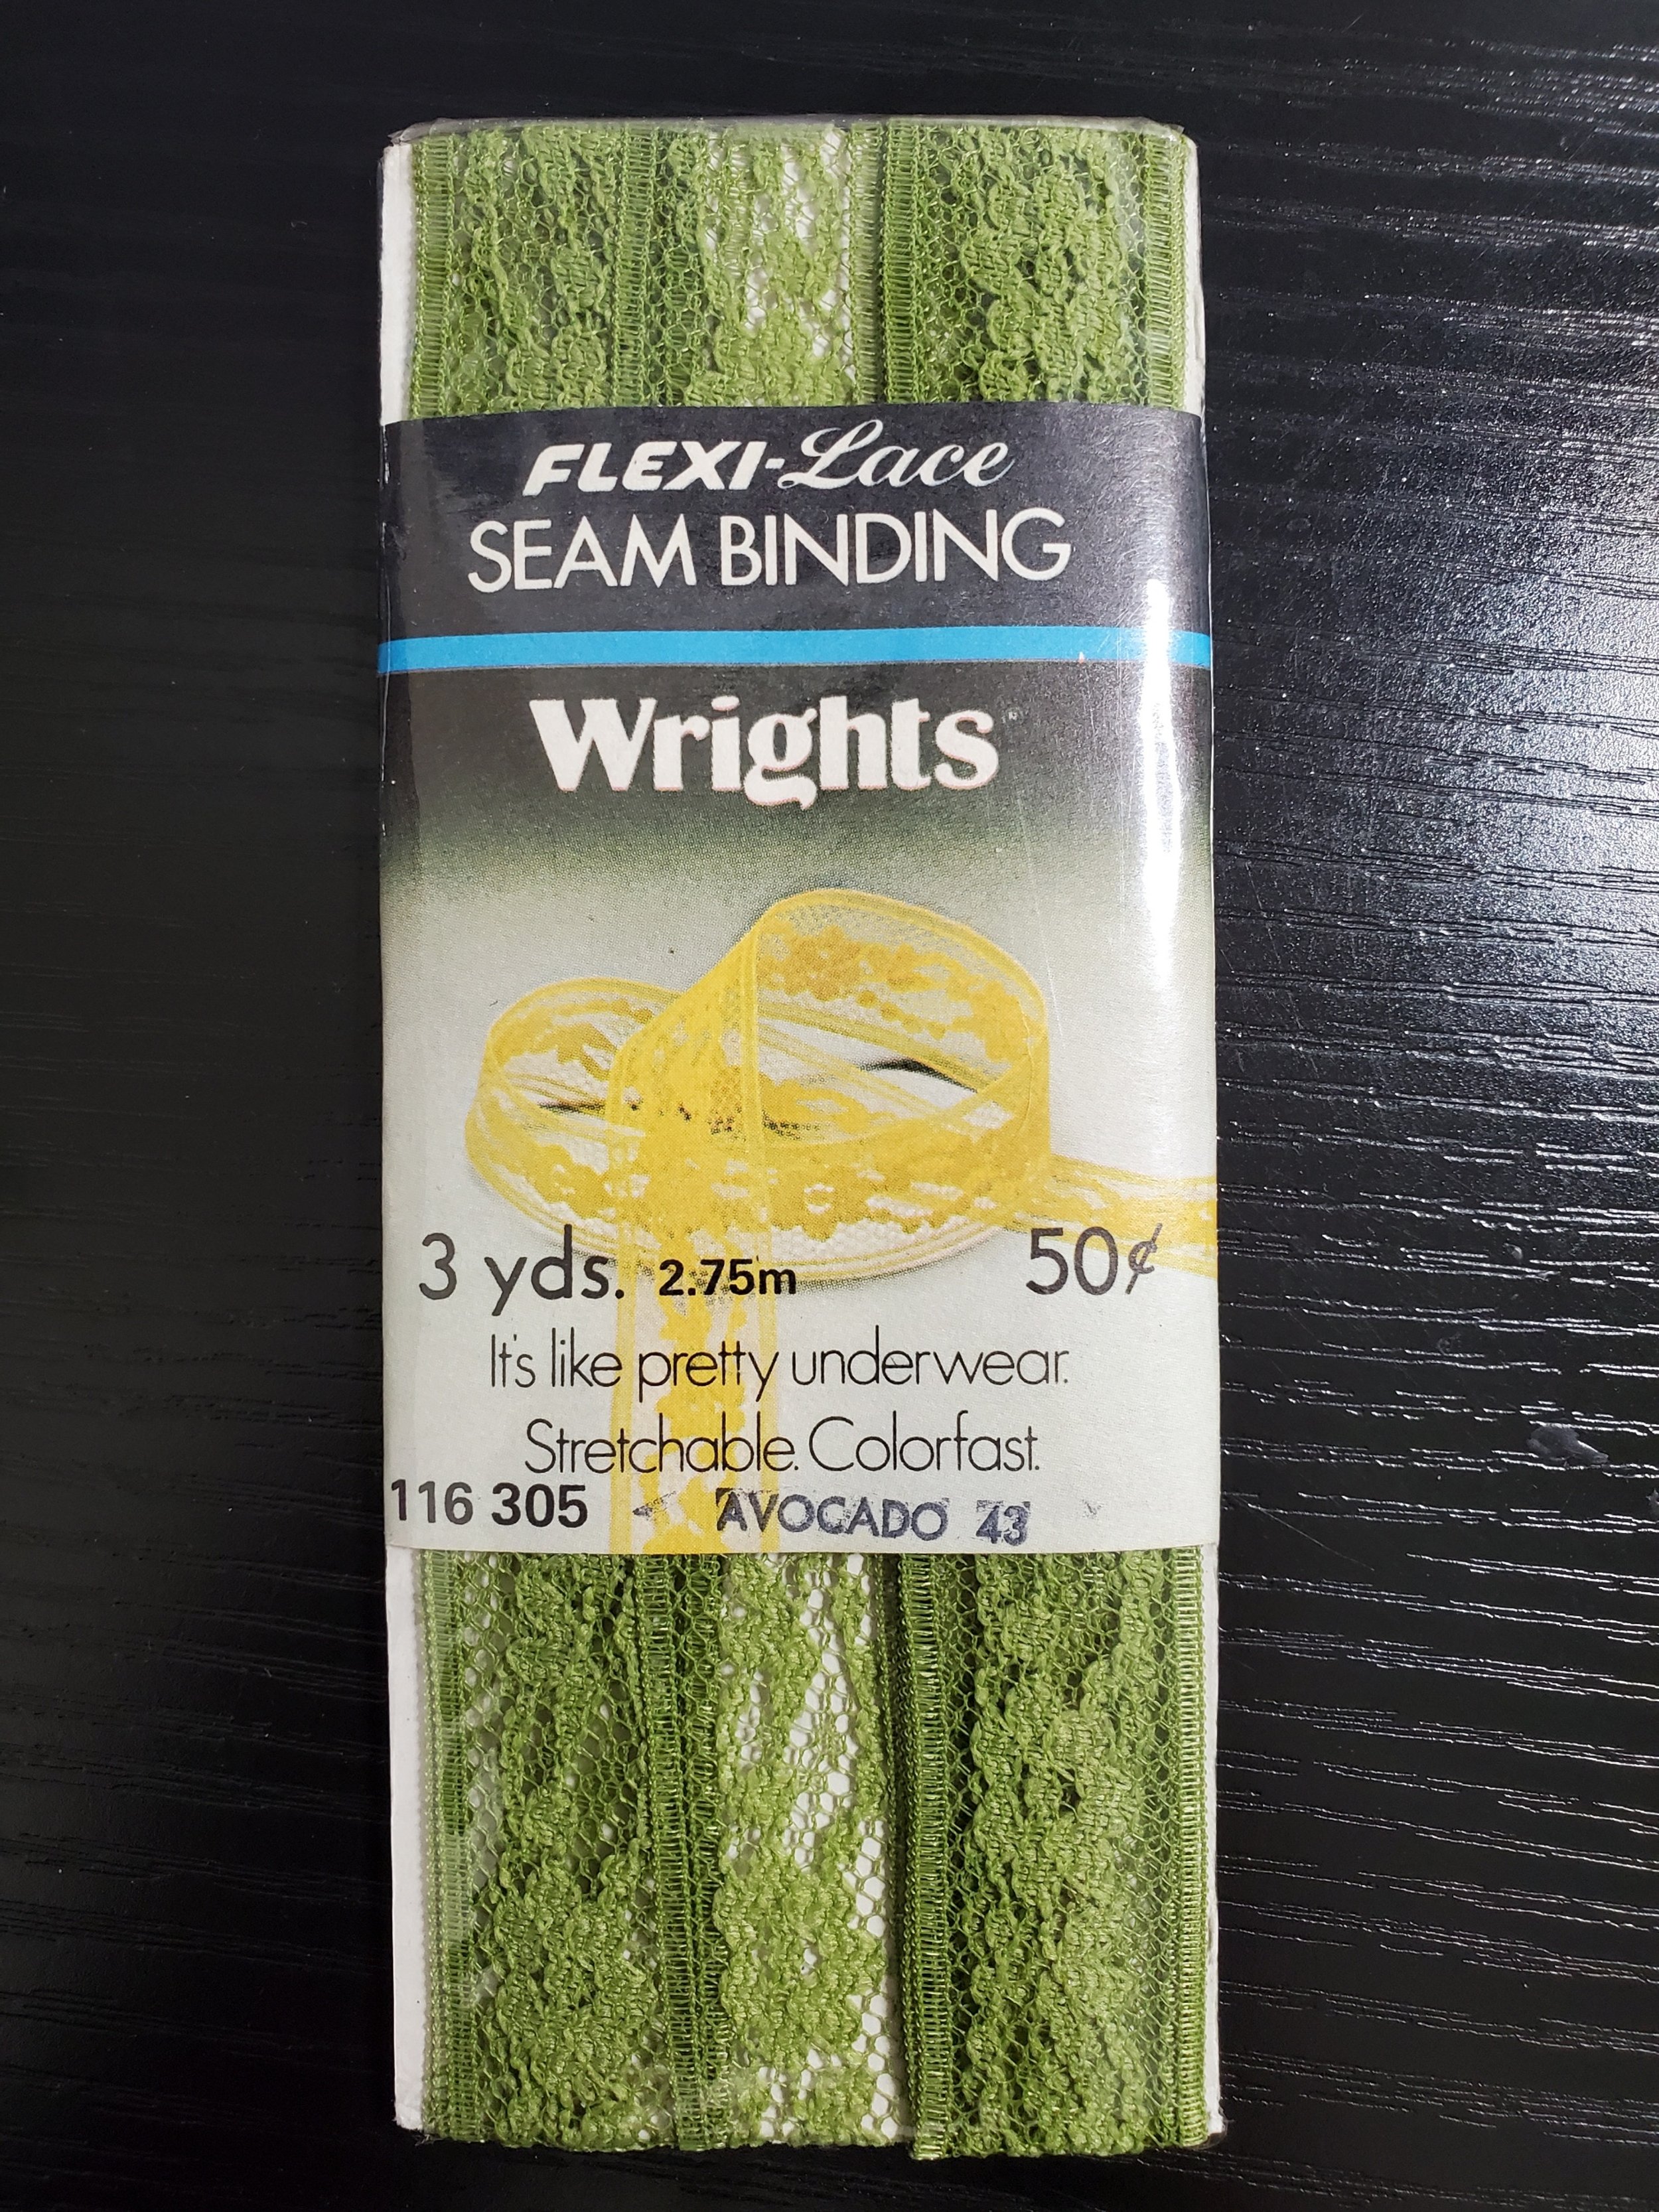 FLEXI-Lace
SEAM BINDING
Wrights
3 yds. 2.75m 50¢
It's like pretty underwear.
Stretchable. Colorfast.
116 305 AVOCADO 43